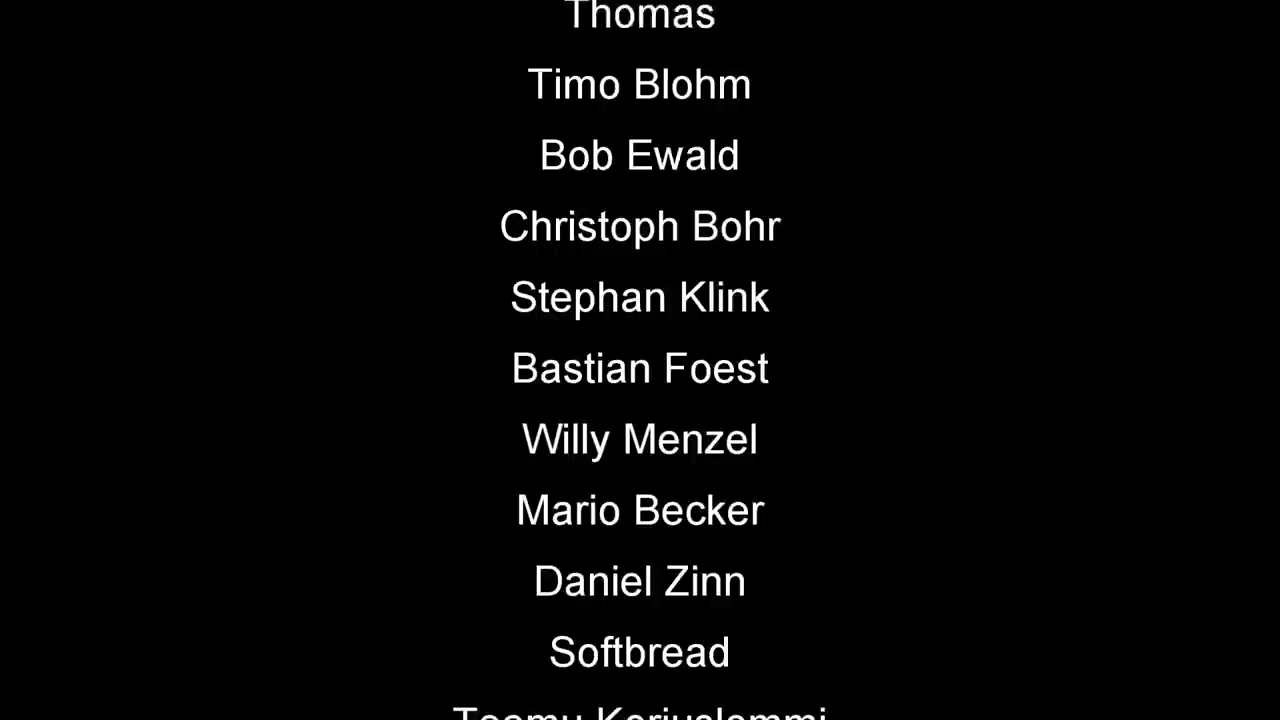 Thomas
Timo Blohm
Bob Ewald
Christoph Bohr
Stephan Klink
Bastian Foest
Willy Menzel
Mario Becker
Daniel Zinn
Softbread